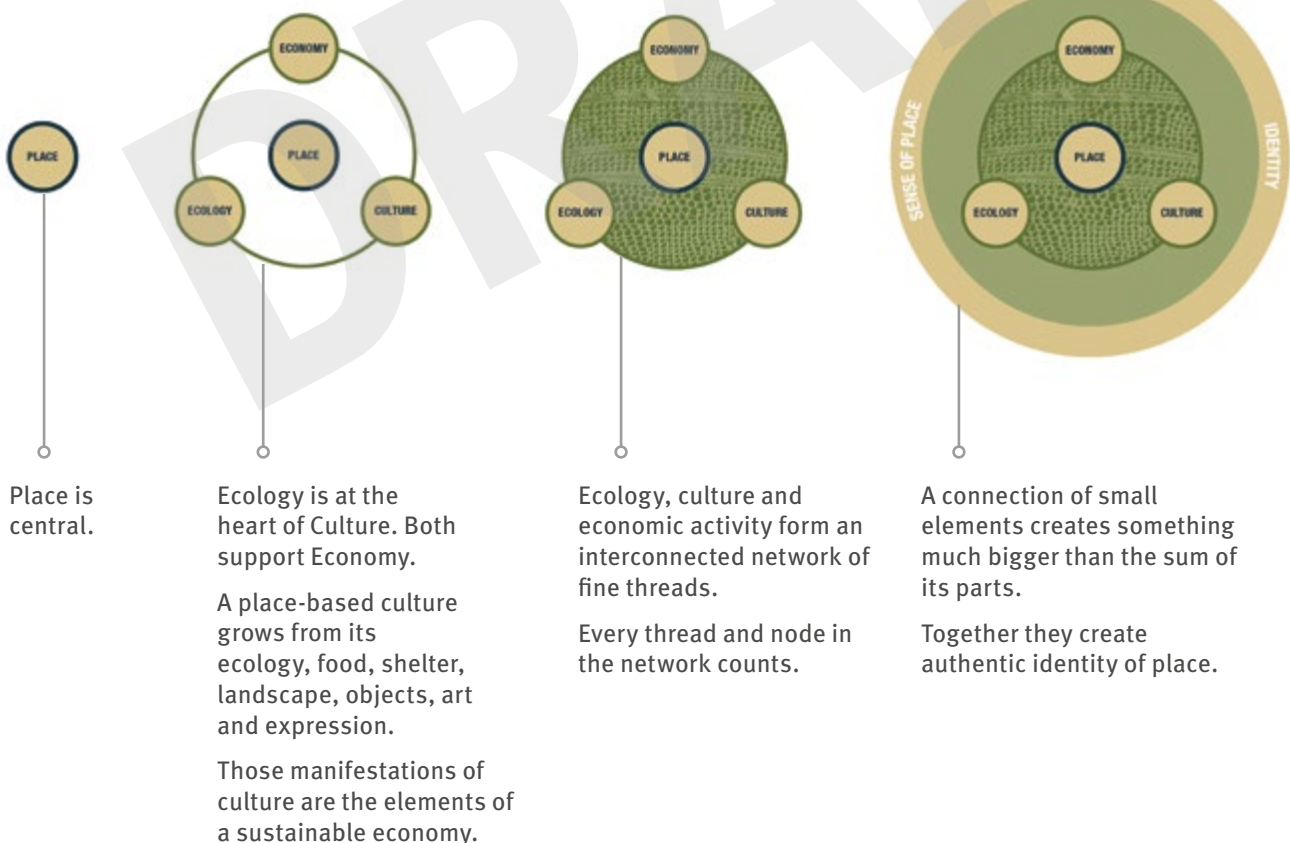 DRA
ECONOMY
PLACE
ECOLOGY
CULTURE
PLACE
ECONOMY
PLACE
ECOLOGY
CULTURE
ECONOMY
PLACE
ECOLOGY
CULTURE
SENSE OF PLACE
IDENTITY
Place is
central.
Ecology is at the
heart of Culture. Both
support Economy.
A place-based culture
grows from its
ecology, food, shelter,
landscape, objects, art
and expression.
Those manifestations of
culture are the elements of
a sustainable economy.
Ecology, culture and
economic activity form an
interconnected network of
fine threads.
Every thread and node in
the network counts.
A connection of small
elements creates something
much bigger than the sum of
its parts.
Together they create
authentic identity of place.